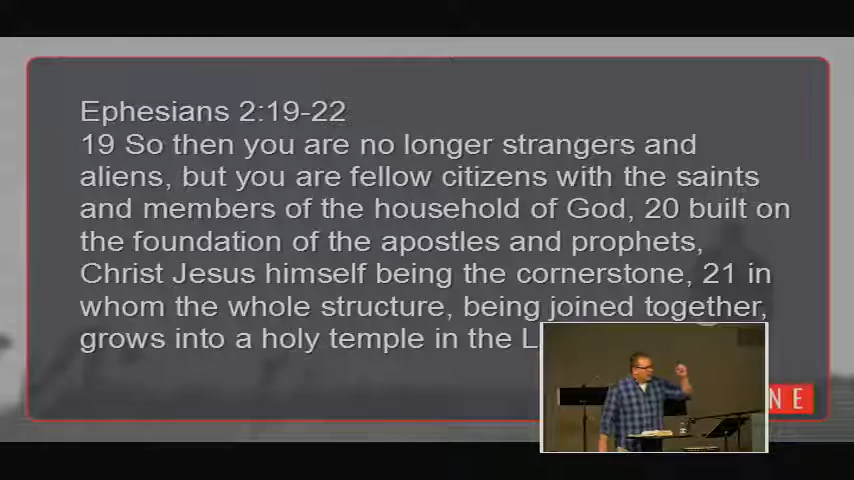 Ephesians 2:19-22
19 So then you are no longer strangers and
aliens, but you are fellow citizens with the saints
and members of the household of God, 20 built on
the foundation of the apostles and prophets,
Christ Jesus himself being the cornerstone, 21 in
whom the whole structure, being joined together,
grows into a holy temple in the L
NE